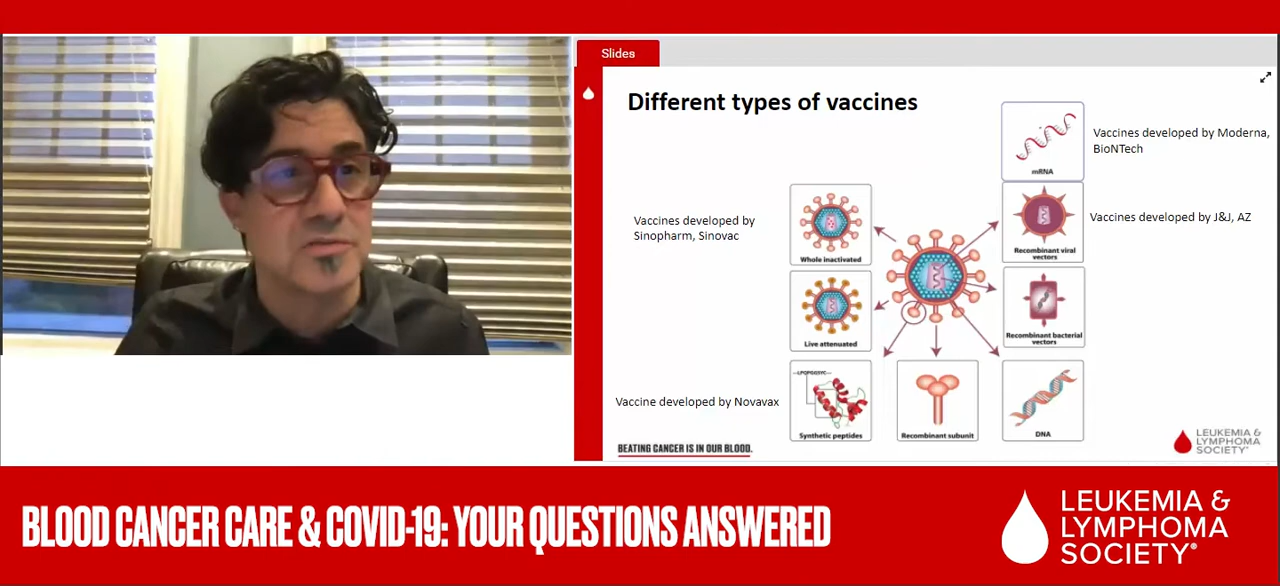 Slides
Different types of vaccines
mRNA
Vaccines developed by Moderna,
BioNTech
Vaccines developed by
Sinopharm, Sinovac
Whole inactivated
Recombinant viral
vectors
Vaccines developed by J&J, AZ
Live attenuated
Recombinant bacterial
vectors
Vaccine developed by Novavax
Synthetic peptides
Recombinant subunit
DNA
BEATING CANCER IS IN OUR BLOOD.
LEUKEMIA &
LYMPHOMA
SOCIETY®
BLOOD CANCER CARE & COVID-19: YOUR QUESTIONS ANSWERED
LEUKEMIA &
LYMPHOMA
SOCIETY®